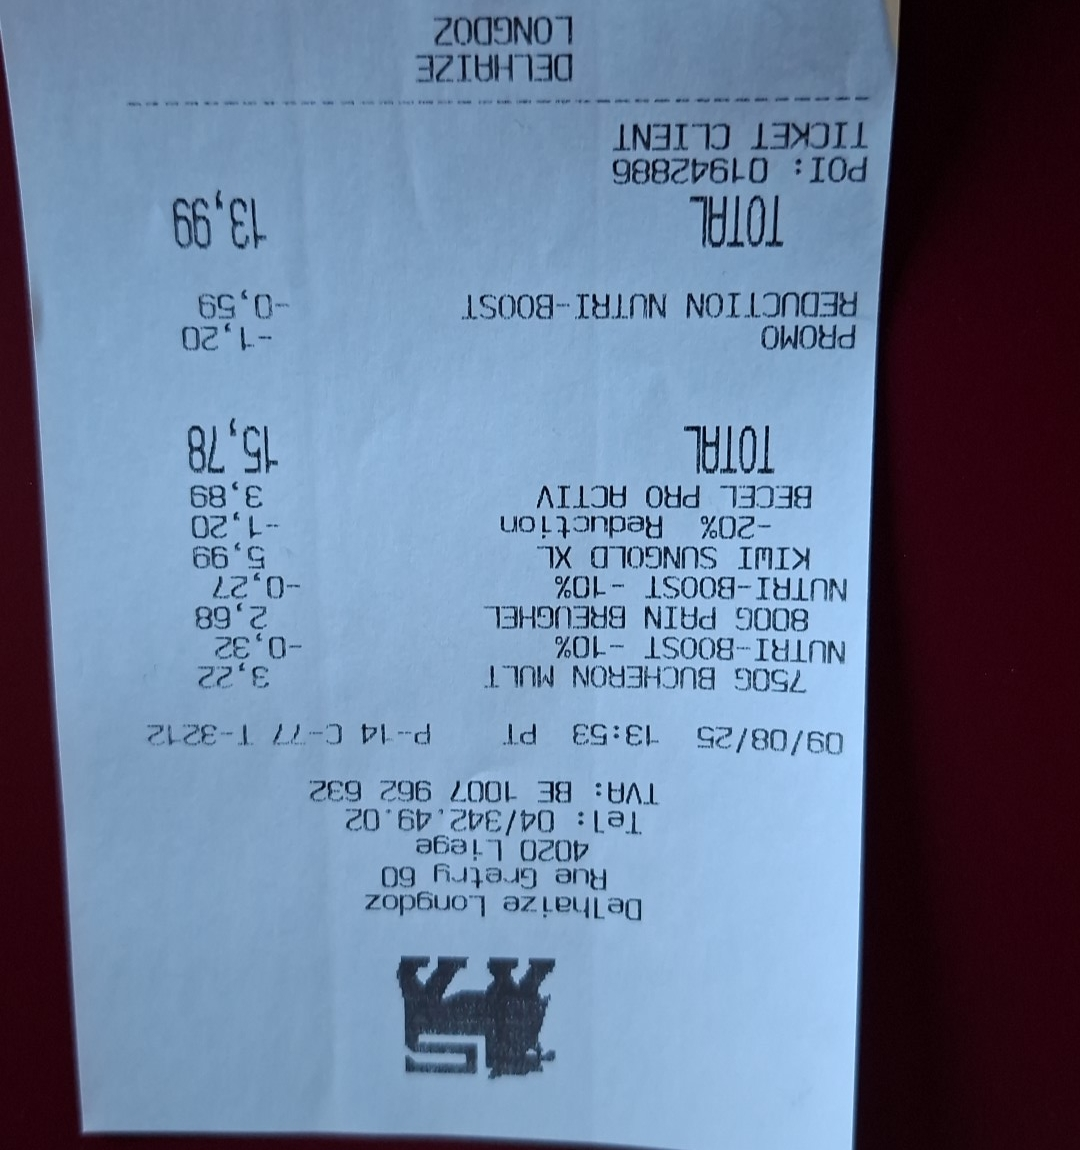 Delhaize Longdoz
Rue Gretry 60
4020 Liege
Tel: 04/342.49.02
TVA: BE 1007 962 632
09/08/25 13:53 PT P-14 C-77 T-3212
750G BUCHERON MULT 3,22
NUTRI-BOOST -10% -0,32
800G PAIN BREUGHEL 2,68
NUTRI-BOOST -10% -0,27
KIWI SUNGOLD XL 5,99
-20% Reduction -1,20
BECEL PRO ACTIV 3,89
TOTAL 15,78
PROMO -1,20
REDUCTION NUTRI-BOOST -0,59
TOTAL 13,99
POI: 01942886
TICKET CLIENT
DELHAIZE
LONGDOZ